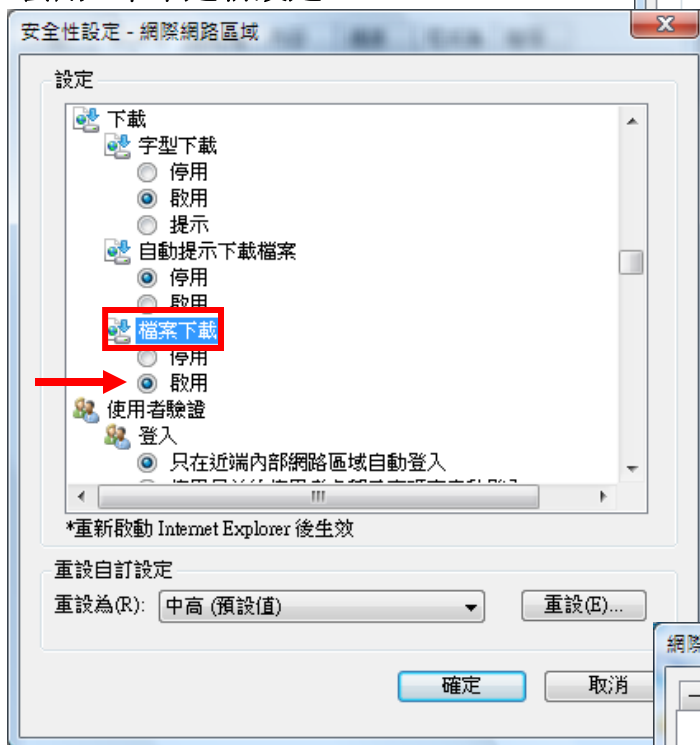 安全性設定 - 網際網路區域
設定
下載
字型下載
停用
啟用
提示
自動提示下載檔案
停用
啟用
檔案下載
停用
啟用
使用者驗證
登入
只在近端內部網路區域自動登入
*重新啟動 Internet Explorer 後生效
重設自訂設定
重設為(R):
中高 (預設值)
重設(E)...
網際
確定
取消
一